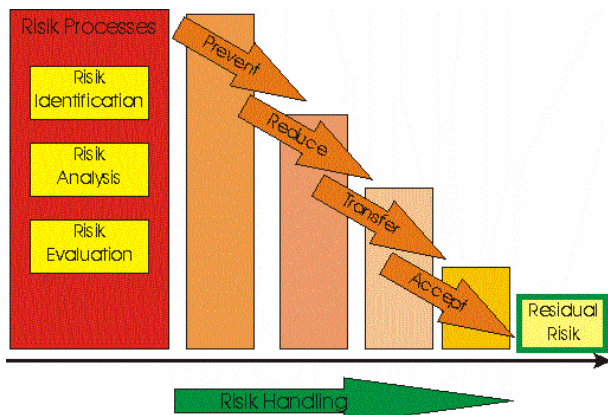 Risik Processes
Risik
Identification
Risik
Analysis
Risik
Evaluation
Prevent
Reduce
Transfer
Accept
Residual
Risik
Risik Handling